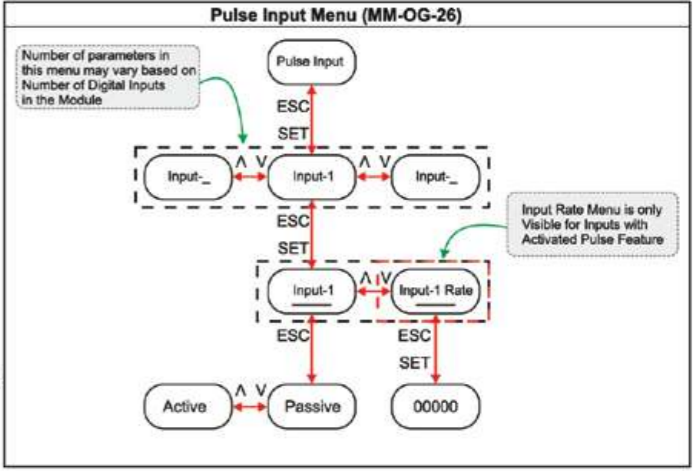 Pulse Input Menu (MM-OG-26)
Number of parameters in
this menu may vary based on
Number of Digital Inputs
in the Module
Pulse Input
ESC
SET
Input-_
Λ V
Input-1
Λ V
Input-_
ESC
SET
Input Rate Menu is only
Visible for Inputs with
Activated Pulse Feature
Input-1
Λ V
Input-1 Rate
ESC
ESC
SET
Active
Λ V
Passive
00000